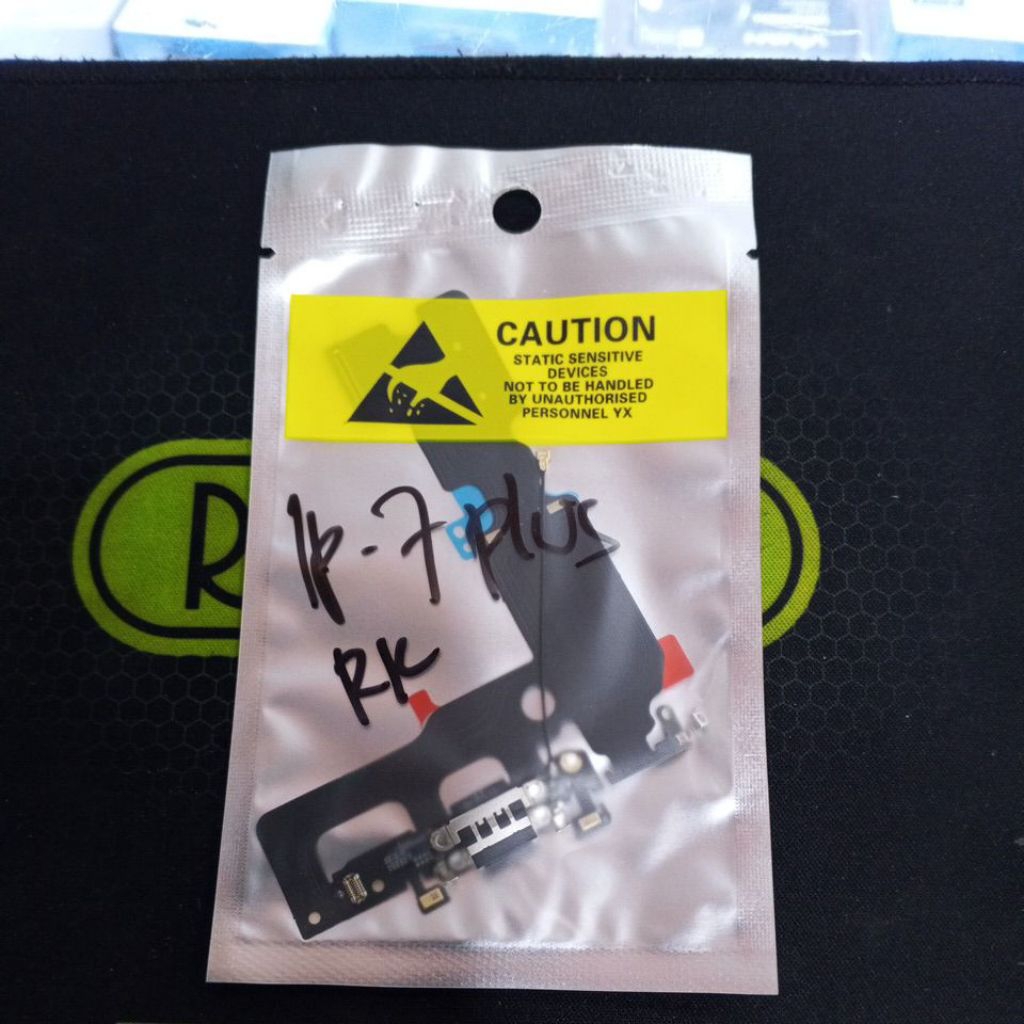 CAUTION
STATIC SENSITIVE
DEVICES
NOT TO BE HANDLED
BY UNAUTHORISED
PERSONNEL YX
Ip-7 plus
RK
R